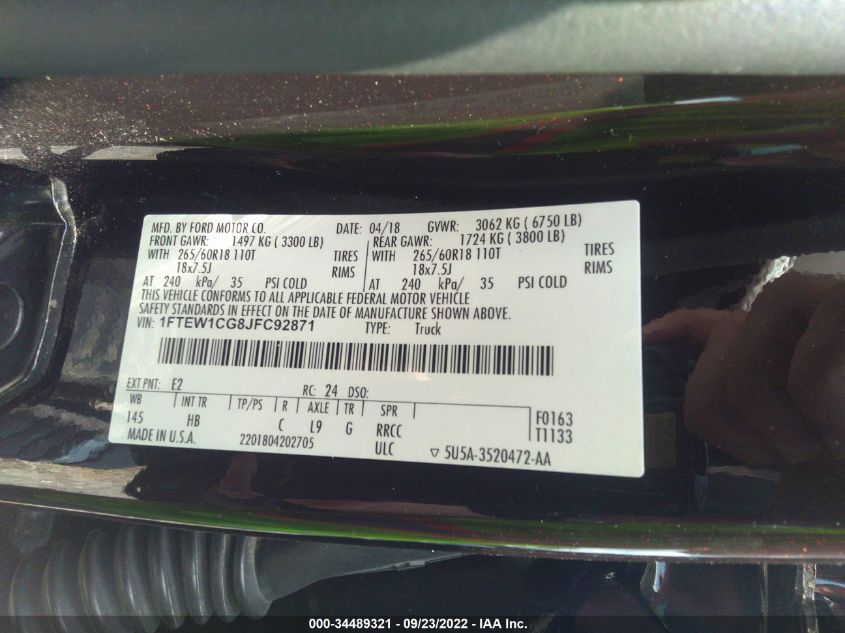 MFD. BY FORD MOTOR CO. DATE: 04/18 GVWR: 3062 KG ( 6750 LB)
FRONT GAWR: 1497 KG ( 3300 LB) REAR GAWR: 1724 KG ( 3800 LB)
WITH 265/60R18 110T TIRES WITH 265/60R18 110T TIRES
18x7.5J RIMS 18x7.5J RIMS
AT 240 kPa/ 35 PSI COLD AT 240 kPa/ 35 PSI COLD
THIS VEHICLE CONFORMS TO ALL APPLICABLE FEDERAL MOTOR VEHICLE
SAFETY STANDARDS IN EFFECT ON THE DATE OF MANUFACTURE SHOWN ABOVE.
VIN: 1FTEW1CG8JFC92871 TYPE: Truck
EXT PNT: E2 RC: 24 DSO:
WB INT TR TP/PS R AXLE TR SPR F0163
145 HB C L9 G RRCC T1133
MADE IN U.S.A. 2201804202705 ULC ▽ 5U5A-3520472-AA
000-34489321 / 09/23/2022 - IAA Inc.